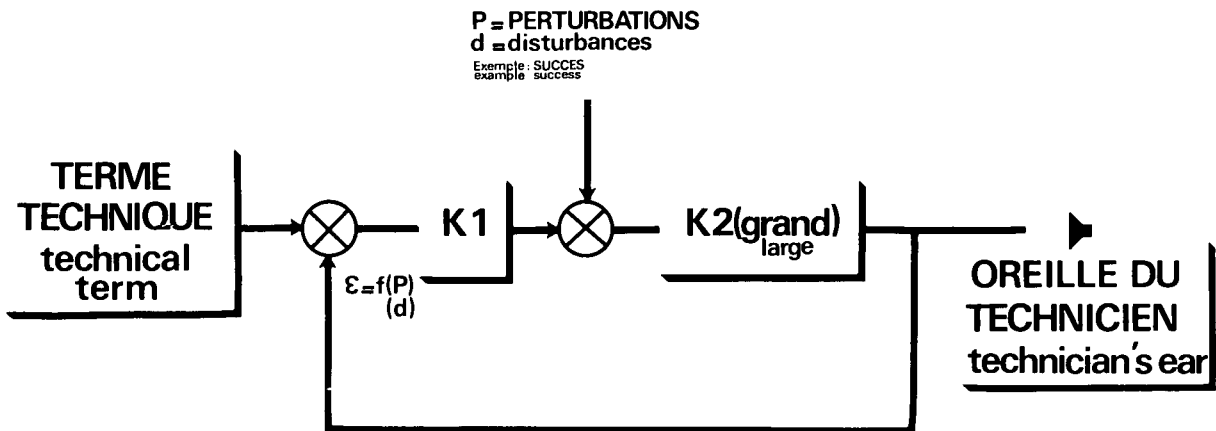 P = PERTURBATIONS
d = disturbances
Exemple: SUCCES
example success
TERME
TECHNIQUE
technical
term
K1
K2(grand)
large
ε=f(P)
(d)
OREILLE DU
TECHNICIEN
technician's ear